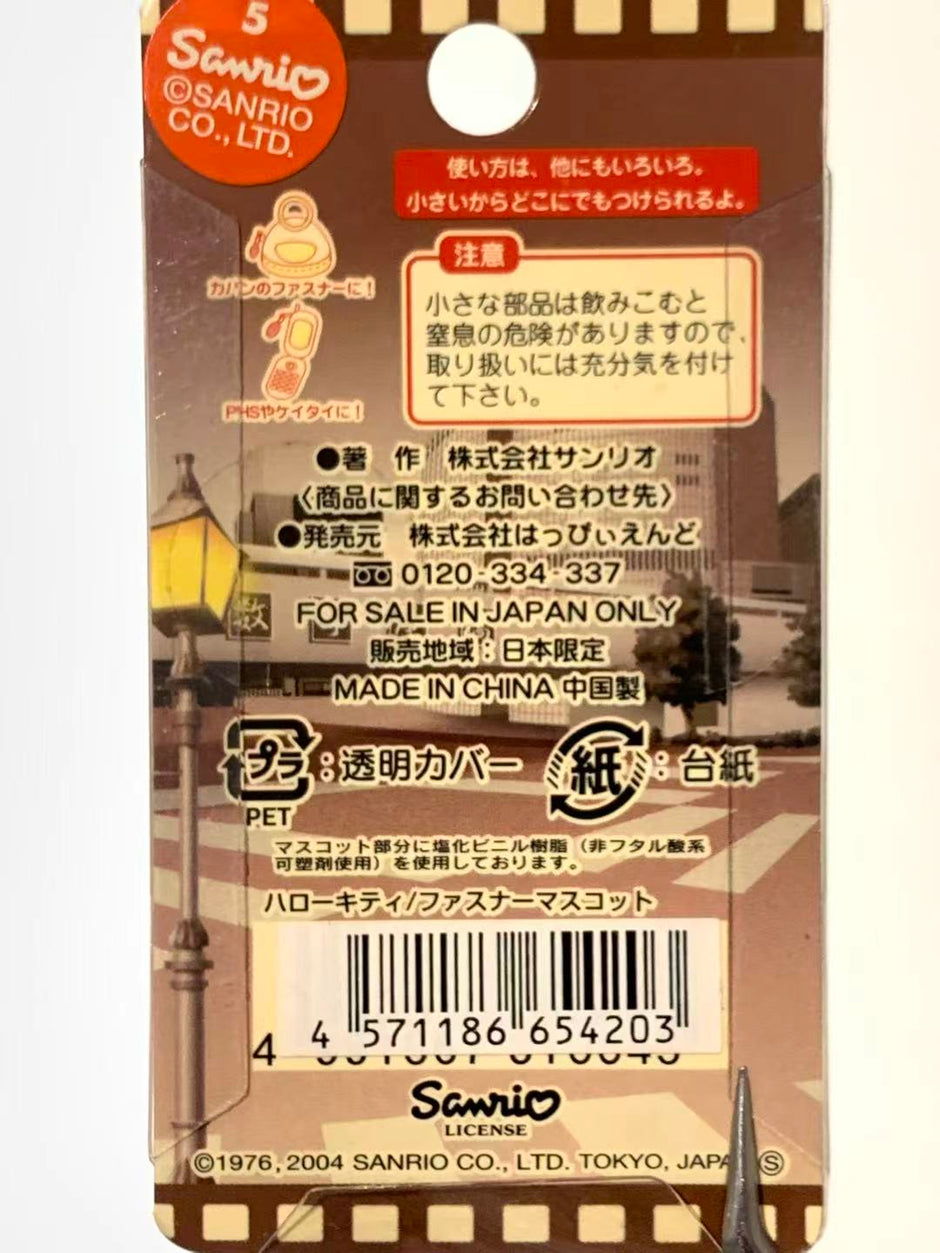 5
Sanrio
©SANRIO
CO., LTD.
使い方は、他にもいろいろ。
小さいからどこにでもつけられるよ。
カバンのファスナーに!
PHSやケイタイに!
注意
小さな部品は飲みこむと
窒息の危険がありますので、
取り扱いには充分気を付け
て下さい。
●著 作 株式会社サンリオ
〈商品に関するお問い合わせ先〉
●発売元 株式会社はっぴぃえんど
0120-334-337
FOR SALE IN JAPAN ONLY
販売地域:日本限定
MADE IN CHINA 中国製
プラ:透明カバー
PET
紙:台紙
マスコット部分に塩化ビニル樹脂(非フタル酸系
可塑剤使用)を使用しております。
ハローキティ/ファスナーマスコット
4 571186 654203
4
Sanrio
LICENSE
©1976, 2004 SANRIO CO., LTD. TOKYO, Ⓢ